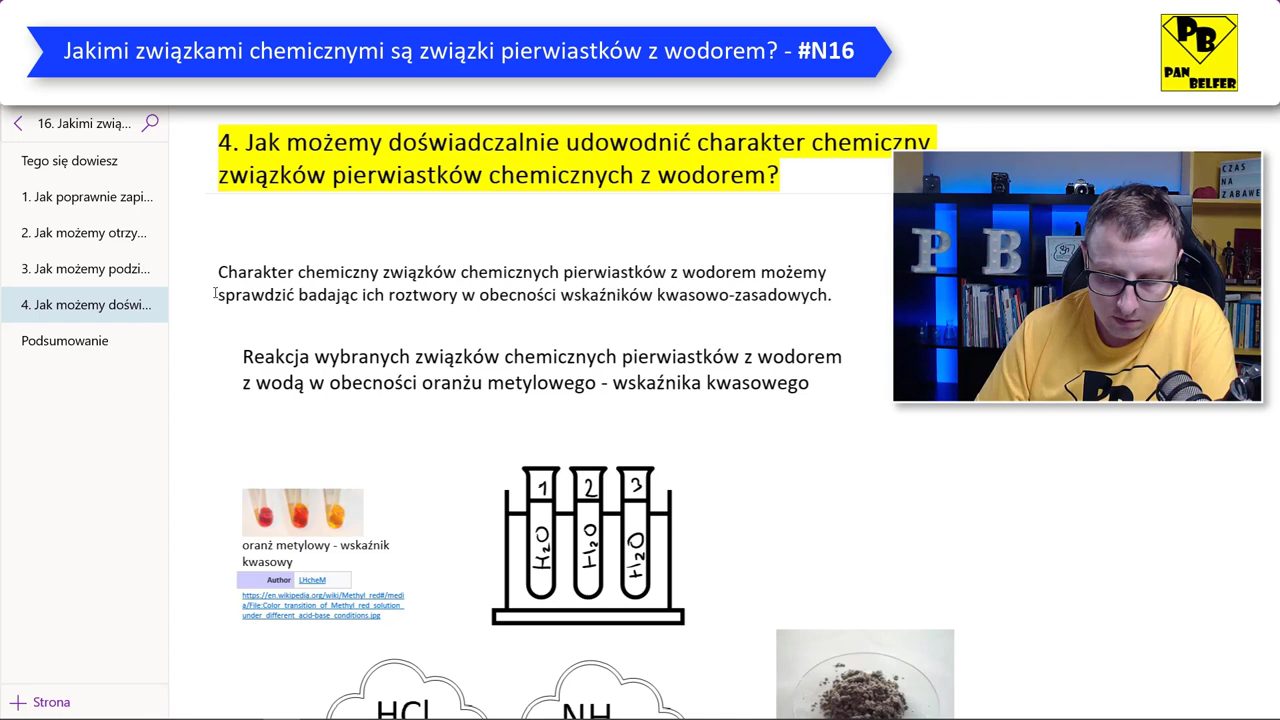 Jakimi związkami chemicznymi są związki pierwiastków z wodorem? - #N16
PB
PAN
BELFER
16. Jakimi zwią...
Tego się dowiesz
1. Jak poprawnie zapi...
2. Jak możemy otrzy...
3. Jak możemy podzi...
4. Jak możemy doświ...
Podsumowanie
Strona
4. Jak możemy doświadczalnie udowodnić charakter chemiczny
związków pierwiastków chemicznych z wodorem?
CZAS
NA
ZABAWĘ
P B
Charakter chemiczny związków chemicznych pierwiastków z wodorem możemy
sprawdzić badając ich roztwory w obecności wskaźników kwasowo-zasadowych.
Reakcja wybranych związków chemicznych pierwiastków z wodorem
z wodą w obecności oranżu metylowego - wskaźnika kwasowego
1 2 3
H2O H2O H2O
oranż metylowy - wskaźnik
kwasowy
Author LHcheM
https://en.wikipedia.org/wiki/Methyl_red#/medi
a/File:Color_transition_of_Methyl_red_solution_
under_different_acid-base_conditions.jpg
HCl NH